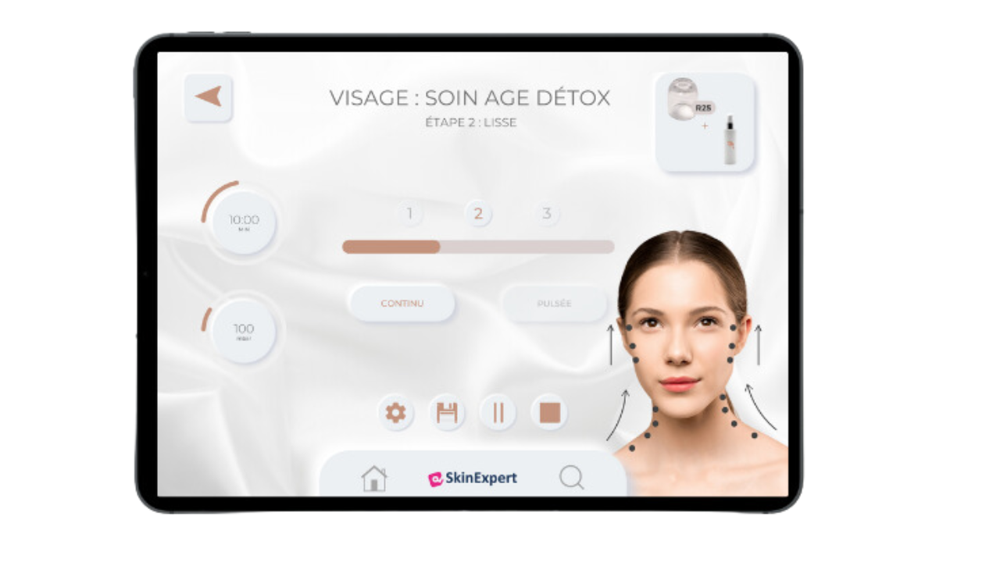 VISAGE : SOIN AGE DÉTOX
ÉTAPE 2 : LISSE
R25
+
10:00
MIN
1
2
3
CONTINU
PULSÉE
100
SkinExpert